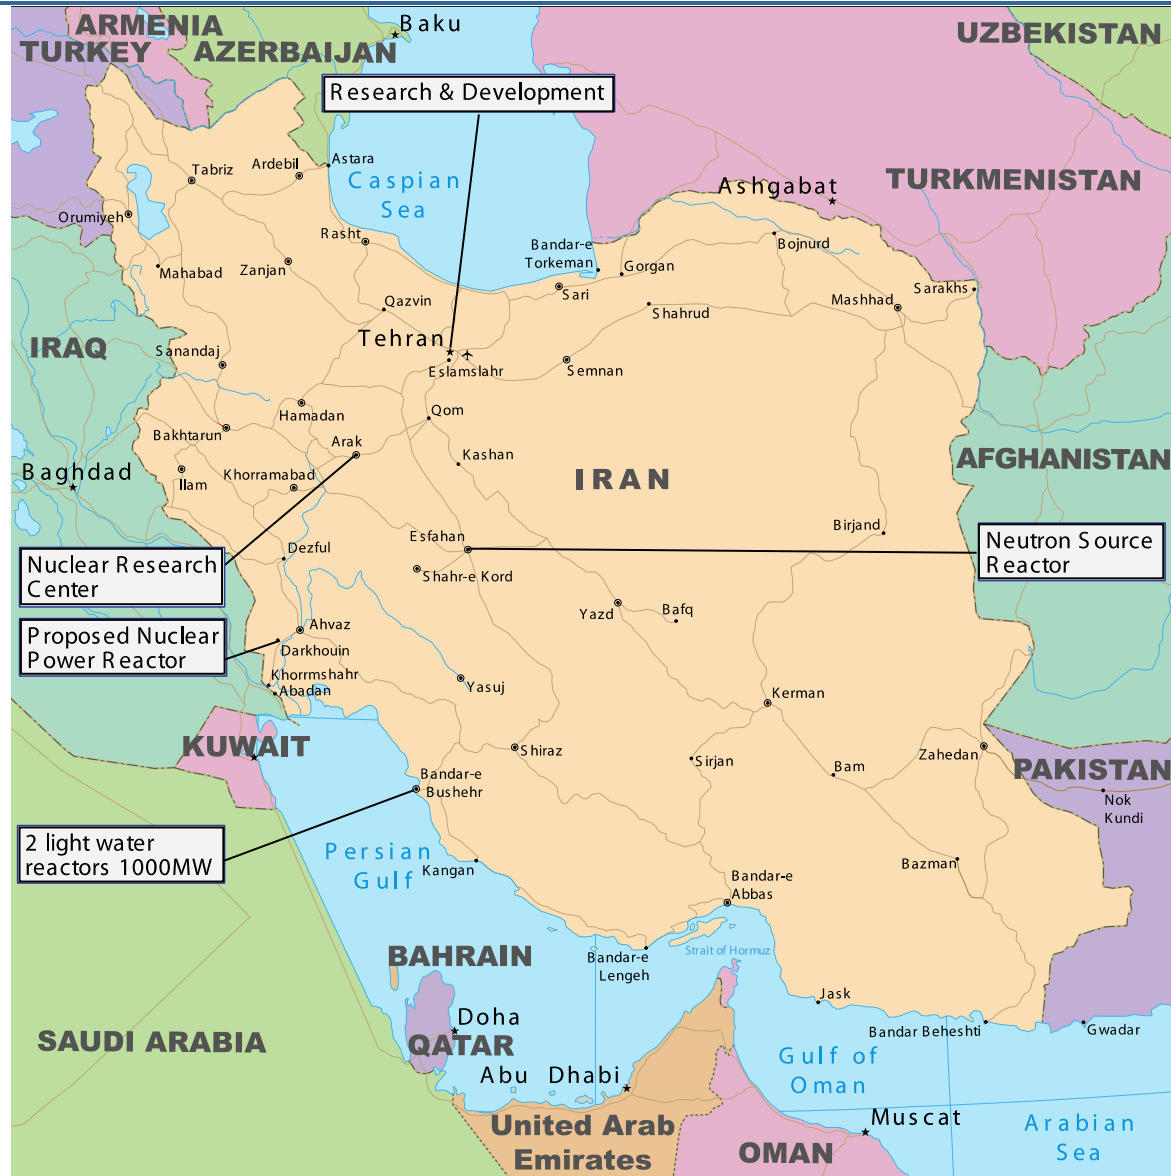 ARMENIA
Baku
TURKEY
AZERBAIJAN
UZBEKISTAN
Research & Development
Astara
Ardebil
Tabriz
Caspian
Sea
Ashgabat
TURKMENISTAN
Orumiyeh
Rasht
Bandar-e
Torkeman
Bojnurd
Mahabad
Zanjan
Gorgan
Sari
Sarakhs
Mashhad
Qazvin
Shahrud
Tehran
IRAQ
Sanandaj
Eslamslahr
Semnan
Hamadan
Qom
Bakhtarun
Arak
Kashan
AFGHANISTAN
Baghdad
Ilam
Khorramabad
IRAN
Birjand
Esfahan
Neutron Source
Reactor
Dezful
Nuclear Research
Center
Shahr-e Kord
Yazd
Bafq
Ahvaz
Proposed Nuclear
Power Reactor
Darkhouin
Khorrmshahr
Abadan
Yasuj
Kerman
KUWAIT
Shiraz
Sirjan
Bam
Zahedan
PAKISTAN
Bandar-e
Bushehr
Nok
Kundi
2 light water
reactors 1000MW
Persian
Gulf
Kangan
Bazman
Bandar-e
Abbas
BAHRAIN
Bandar-e
Lengeh
Strait of Hormuz
Jask
Doha
Bandar Beheshti
Gwadar
SAUDI ARABIA
QATAR
Gulf of
Oman
Abu Dhabi
Muscat
United Arab
Emirates
Arabian
Sea
OMAN